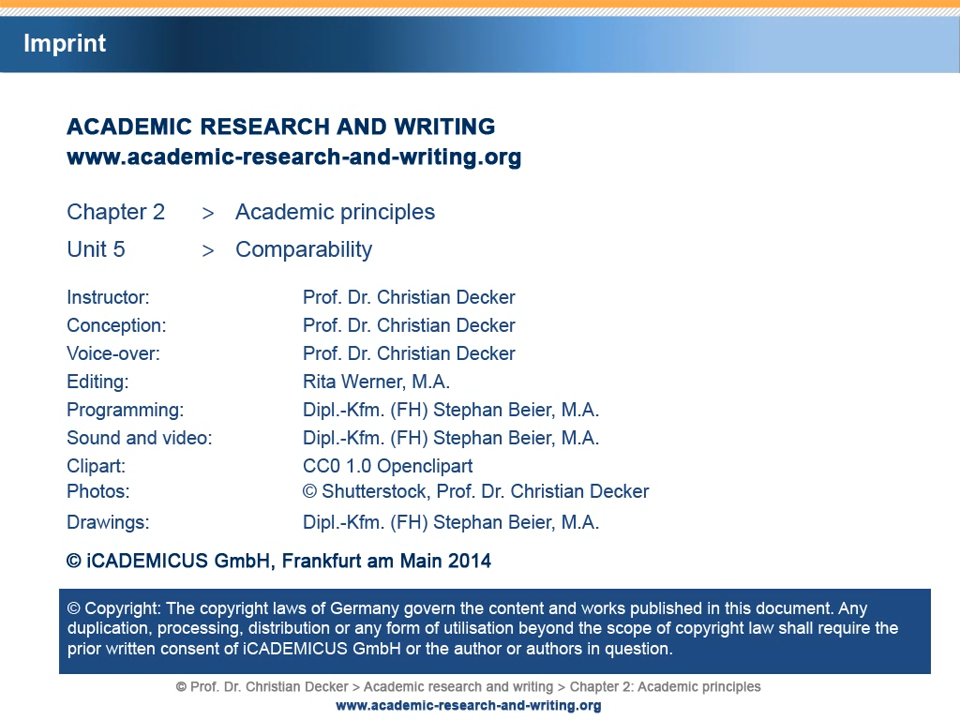 Imprint
ACADEMIC RESEARCH AND WRITING
www.academic-research-and-writing.org
Chapter 2 > Academic principles
Unit 5 > Comparability
Instructor: Prof. Dr. Christian Decker
Conception: Prof. Dr. Christian Decker
Voice-over: Prof. Dr. Christian Decker
Editing: Rita Werner, M.A.
Programming: Dipl.-Kfm. (FH) Stephan Beier, M.A.
Sound and video: Dipl.-Kfm. (FH) Stephan Beier, M.A.
Clipart: CC0 1.0 Openclipart
Photos: © Shutterstock, Prof. Dr. Christian Decker
Drawings: Dipl.-Kfm. (FH) Stephan Beier, M.A.
© iCADEMICUS GmbH, Frankfurt am Main 2014
© Copyright: The copyright laws of Germany govern the content and works published in this document. Any
duplication, processing, distribution or any form of utilisation beyond the scope of copyright law shall require the
prior written consent of iCADEMICUS GmbH or the author or authors in question.
© Prof. Dr. Christian Decker > Academic research and writing > Chapter 2: Academic principles
www.academic-research-and-writing.org